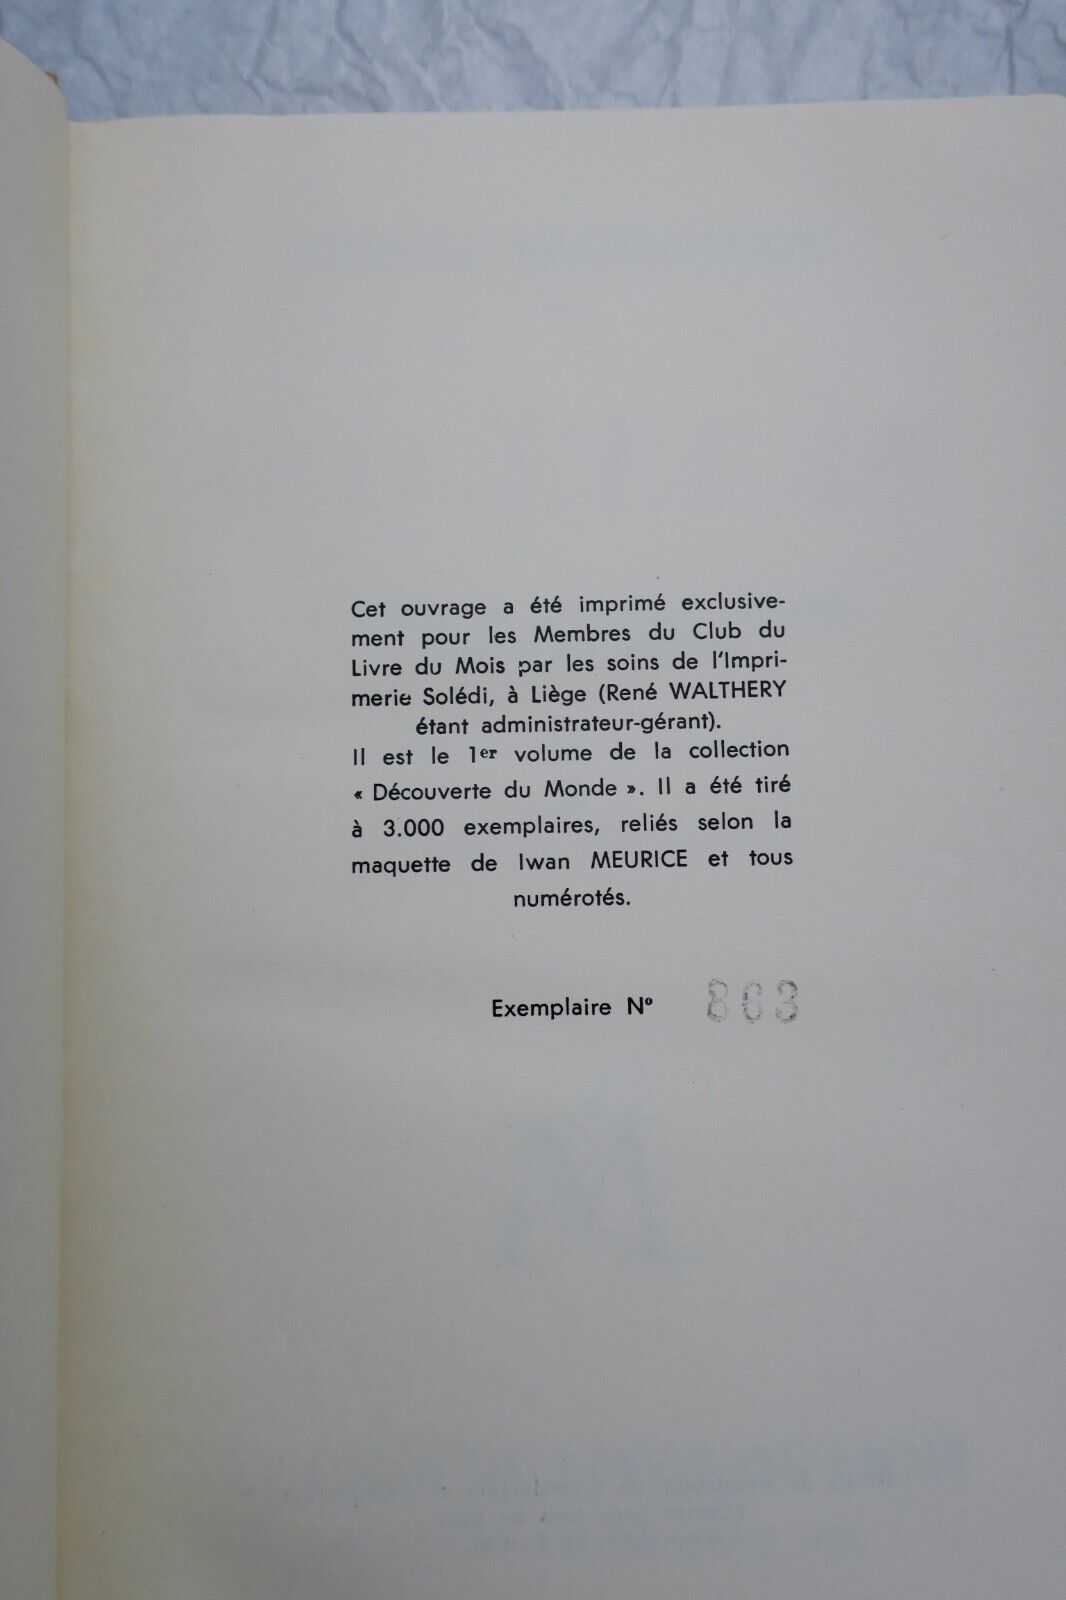 Cet ouvrage a été imprimé exclusive-
ment pour les Membres du Club du
Livre du Mois par les soins de l'Impri-
merie Solédi, à Liège (René WALTHERY
étant administrateur-gérant).
Il est le 1er volume de la collection
« Découverte du Monde ». Il a été tiré
à 3.000 exemplaires, reliés selon la
maquette de Iwan MEURICE et tous
numérotés.
Exemplaire Nº 863